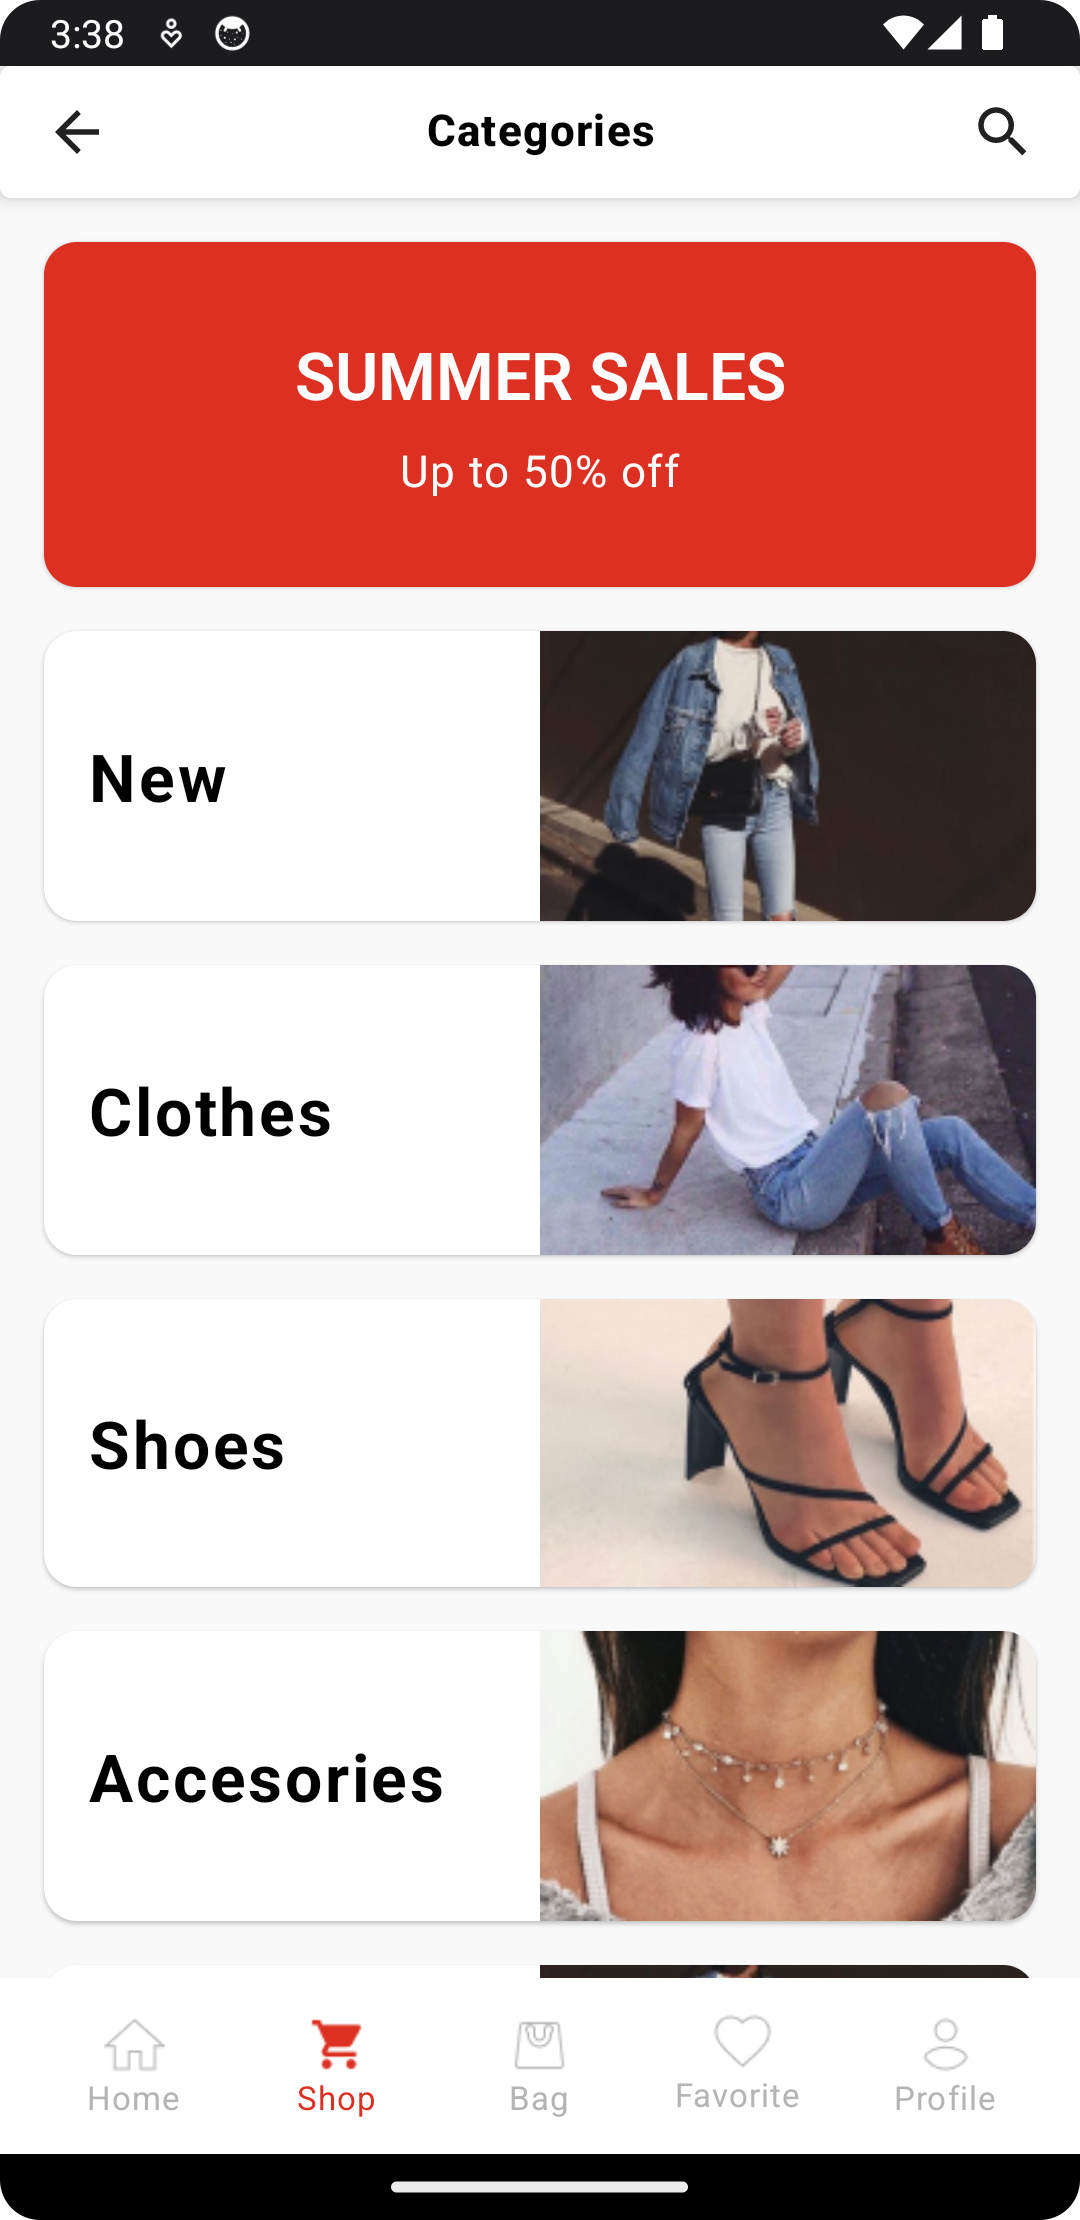 3:38
Categories
SUMMER SALES
Up to 50% off
New
Clothes
Shoes
Accesories
Home
Shop
Bag
Favorite
Profile